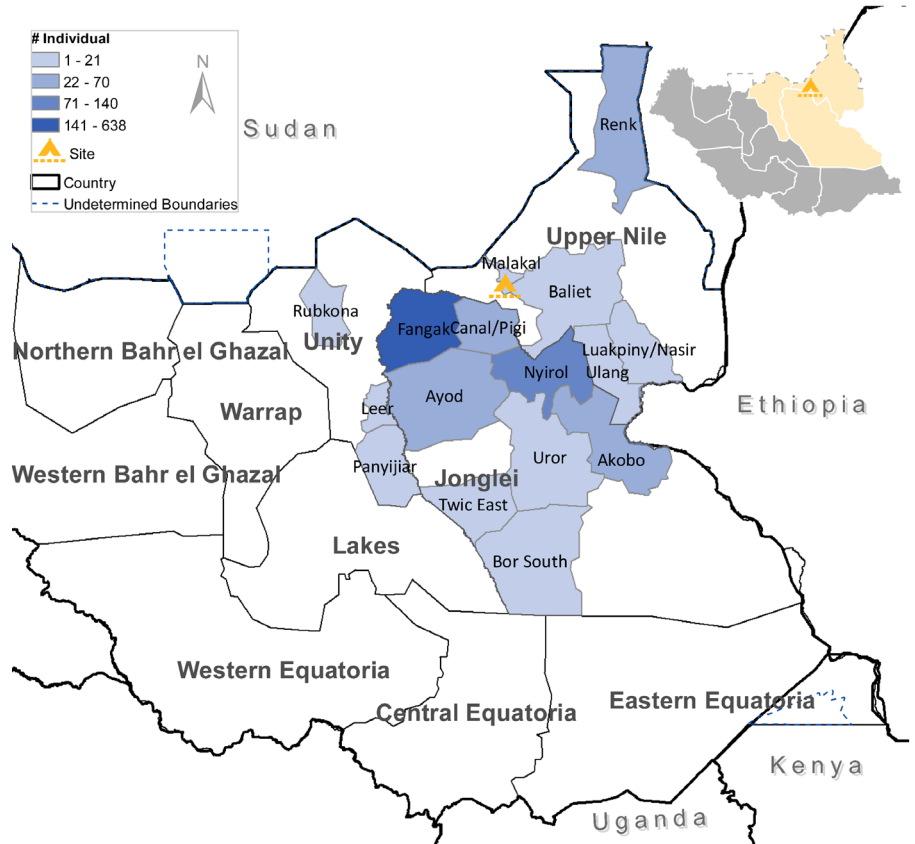 # Individual
1 - 21
22 - 70
71 - 140
141 - 638
Site
Country
Undetermined Boundaries
N
Sudan
Renk
Upper Nile
Malakal
Baliet
Rubkona
Unity
Fangak
Canal/Pigi
Northern Bahr el Ghazal
Luakpiny/Nasir
Ulang
Nyirol
Ayod
Leer
Warrap
Ethiopia
Panyijiar
Uror
Akobo
Western Bahr el Ghazal
Jonglei
Twic East
Lakes
Bor South
Western Equatoria
Central Equatoria
Eastern Equatoria
Kenya
Uganda